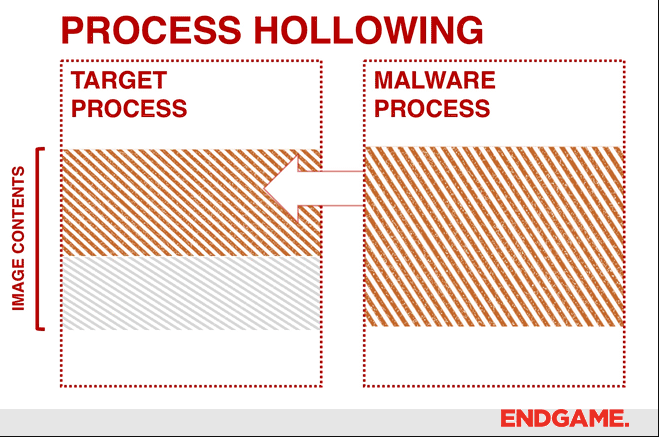 PROCESS HOLLOWING
TARGET
PROCESS
MALWARE
PROCESS
IMAGE CONTENTS
ENDGAME.